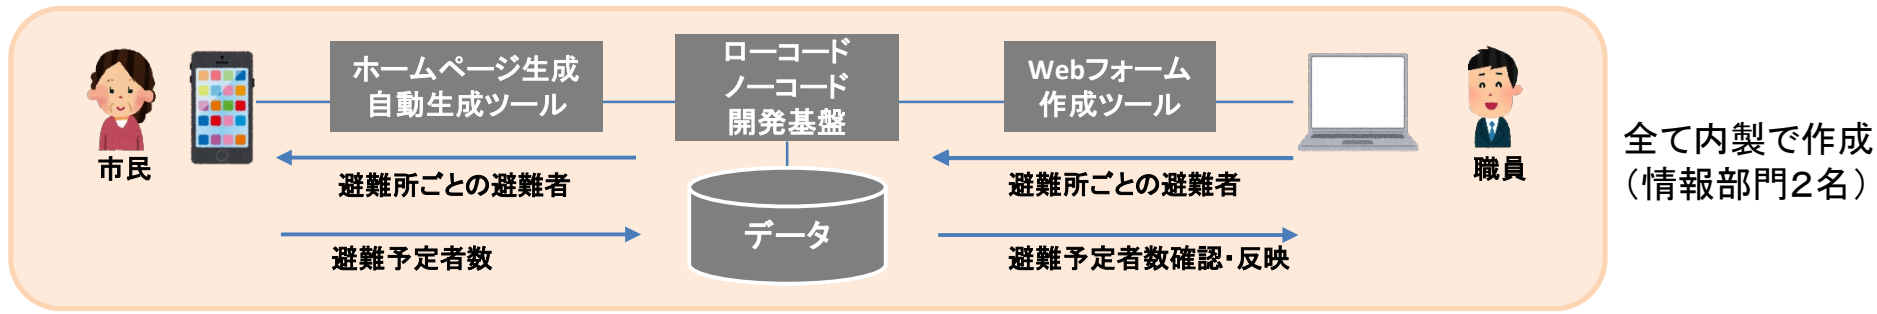 ホームページ生成
自動生成ツール
ローコード
ノーコード
開発基盤
Webフォーム
作成ツール
市民
職員
避難所ごとの避難者
避難所ごとの避難者
データ
避難予定者数
避難予定者数確認・反映
全て内製で作成
（情報部門２名）